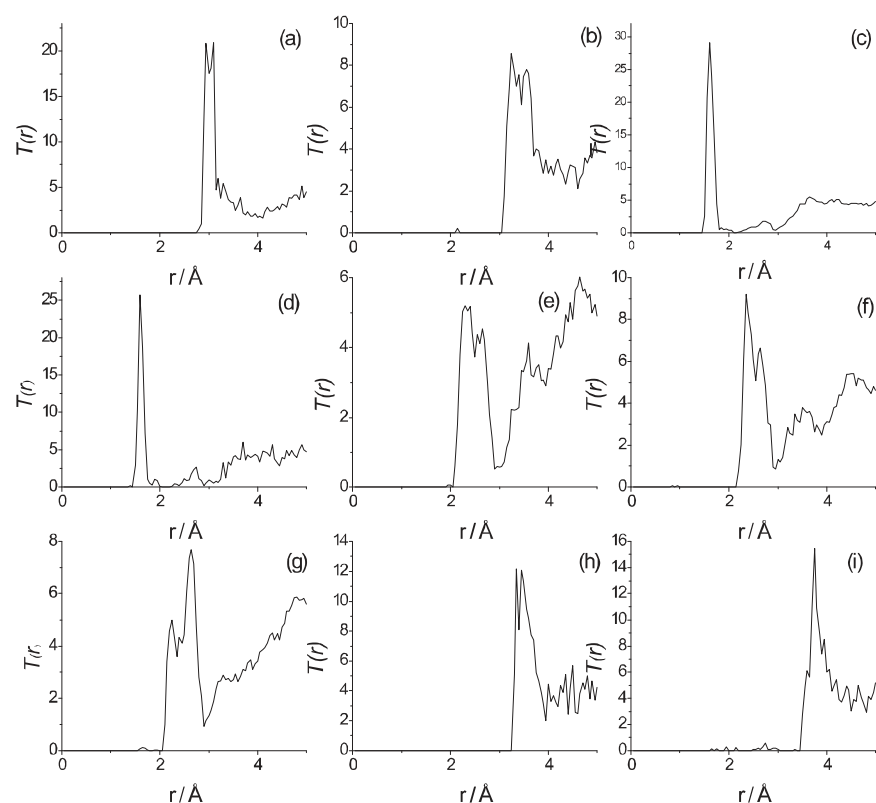 (a) (b) (c)
T(r) T(r) T(r)
20 15 10 5 0
10 8 6 4 2 0
30 25 20 15 10 5 0
0 2 4 0 2 4 0 2 4
r / Å r / Å r / Å
(d) (e) (f)
T(r) T(r) T(r)
25 20 15 10 5 0
6 4 2 0
10 8 6 4 2 0
0 2 4 0 2 4 0 2 4
r / Å r / Å r / Å
(g) (h) (i)
T(r) T(r) T(r)
8 6 4 2 0
14 12 10 8 6 4 2 0
16 14 12 10 8 6 4 2 0
0 2 4 0 2 4 0 2 4
r / Å r / Å r / Å